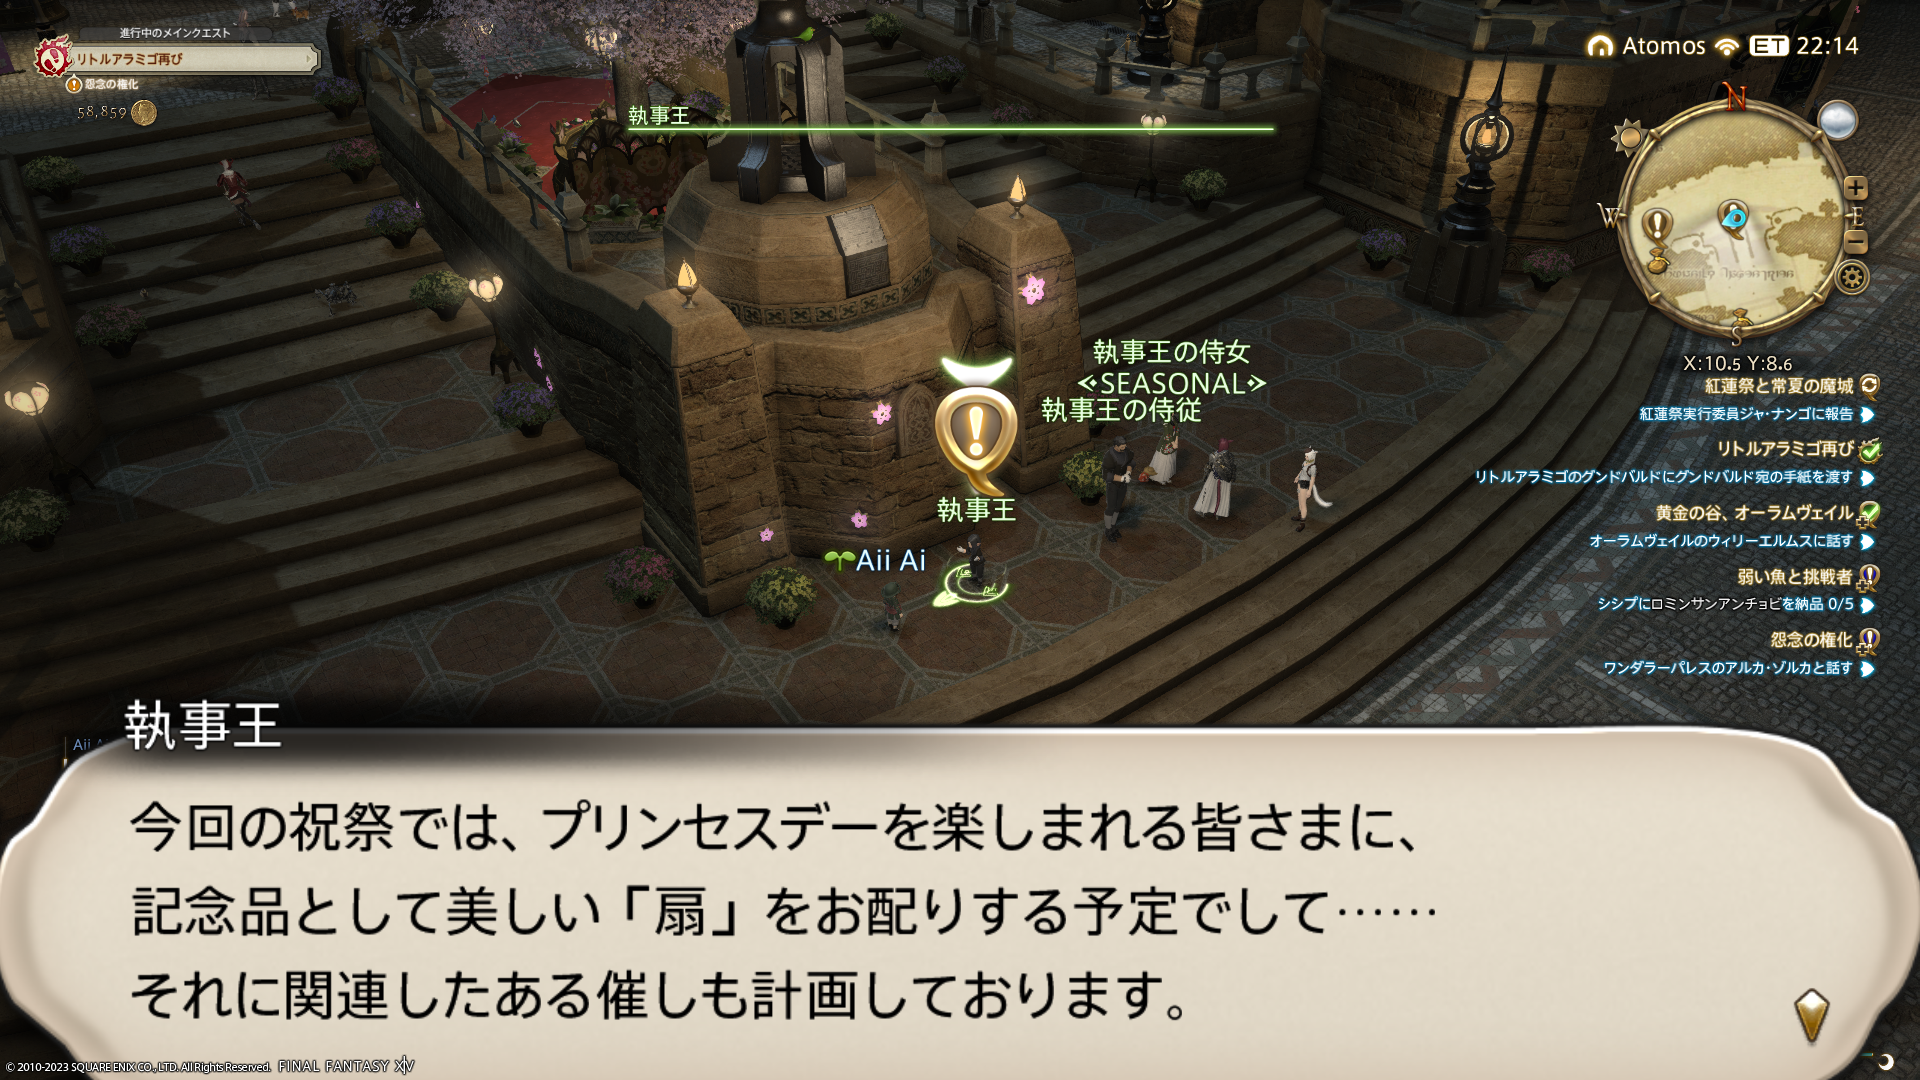 進行中のメインクエスト
リトルアラミゴ再び
怨念の権化
58,859
執事王
Atomos ET 22:14
N
W
E
S
X:10.5 Y:8.6
紅蓮祭と常夏の魔城
紅蓮祭実行委員ジャ・ナンゴに報告
リトルアラミゴ再び
リトルアラミゴのグンドバルドにグンドバルド宛の手紙を渡す
黄金の谷、オーラムヴェイル
オーラムヴェイルのウィリーエルムスに話す
弱い魚と挑戦者
シシプにロミンサンアンチョビを納品 0/5
怨念の権化
ワンダラーパレスのアルカ・ゾルカと話す
執事王の侍女
<SEASONAL>
執事王の侍従
執事王
Aii Ai
執事王
今回の祝祭では、プリンセスデーを楽しまれる皆さまに、
記念品として美しい「扇」をお配りする予定でして……
それに関連したある催しも計画しております。
© 2010-2023 SQUARE ENIX CO., LTD. All Rights Reserved. FINAL FANTASY XIV